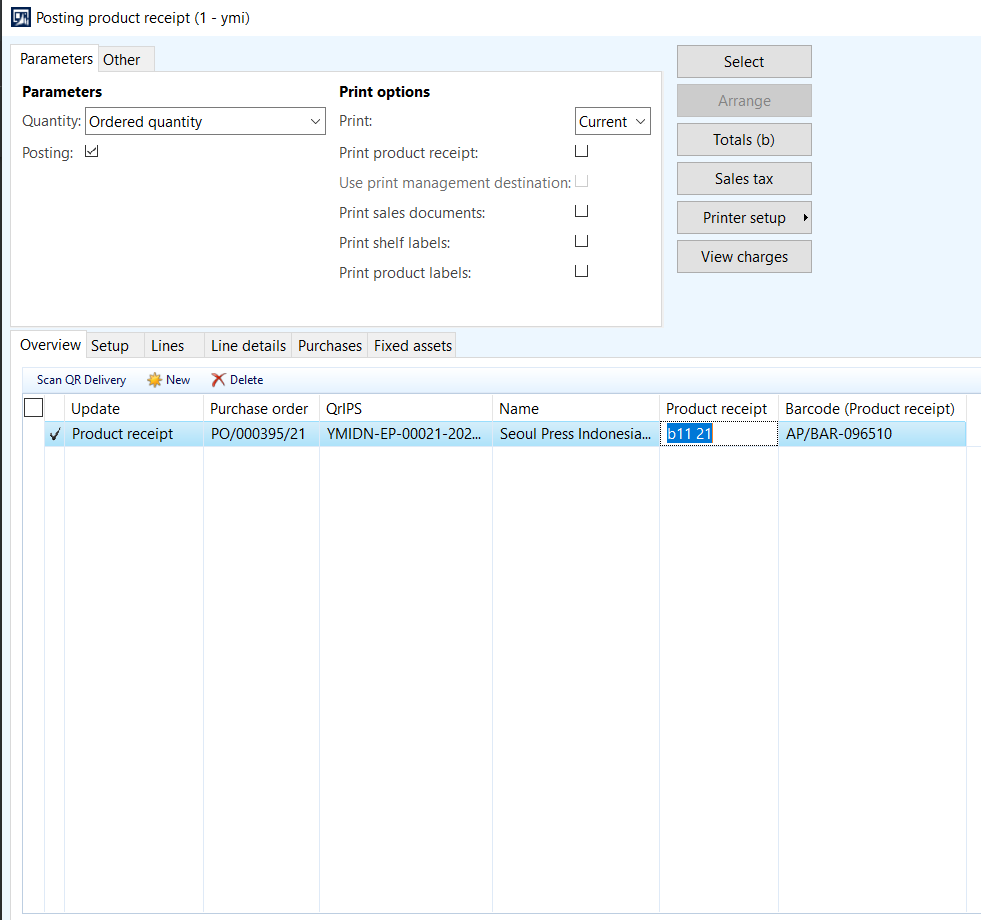 Posting product receipt (1 - ymi)
Parameters Other
Parameters Print options
Quantity: Ordered quantity Print: Current
Posting: Print product receipt:
Use print management destination:
Print sales documents:
Print shelf labels:
Print product labels:
Select
Arrange
Totals (b)
Sales tax
Printer setup
View charges
Overview Setup Lines Line details Purchases Fixed assets
Scan QR Delivery New Delete
Update Purchase order QrIPS Name Product receipt Barcode (Product receipt)
Product receipt PO/000395/21 YMIDN-EP-00021-202... Seoul Press Indonesia... b11 21 AP/BAR-096510